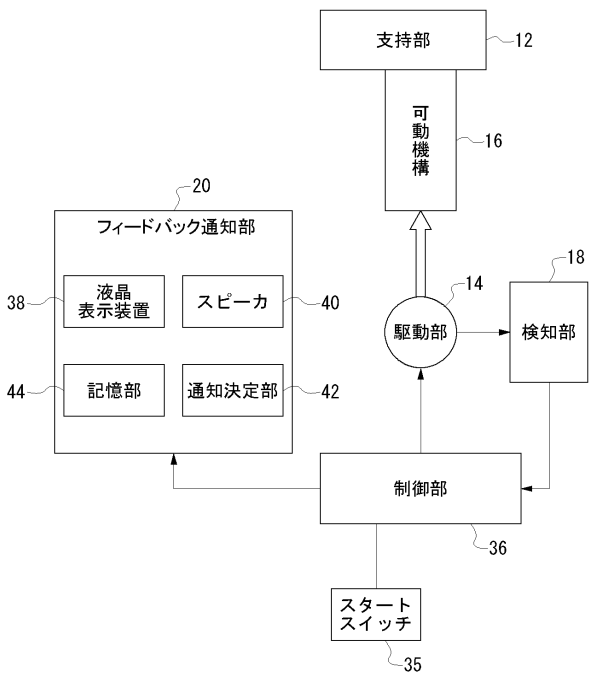 支持部
12
可動機構
16
20
フィードバック通知部
18
14
38
液晶
表示装置
スピーカ
40
駆動部
検知部
44
記憶部
通知決定部
42
制御部
36
スタート
スイッチ
35